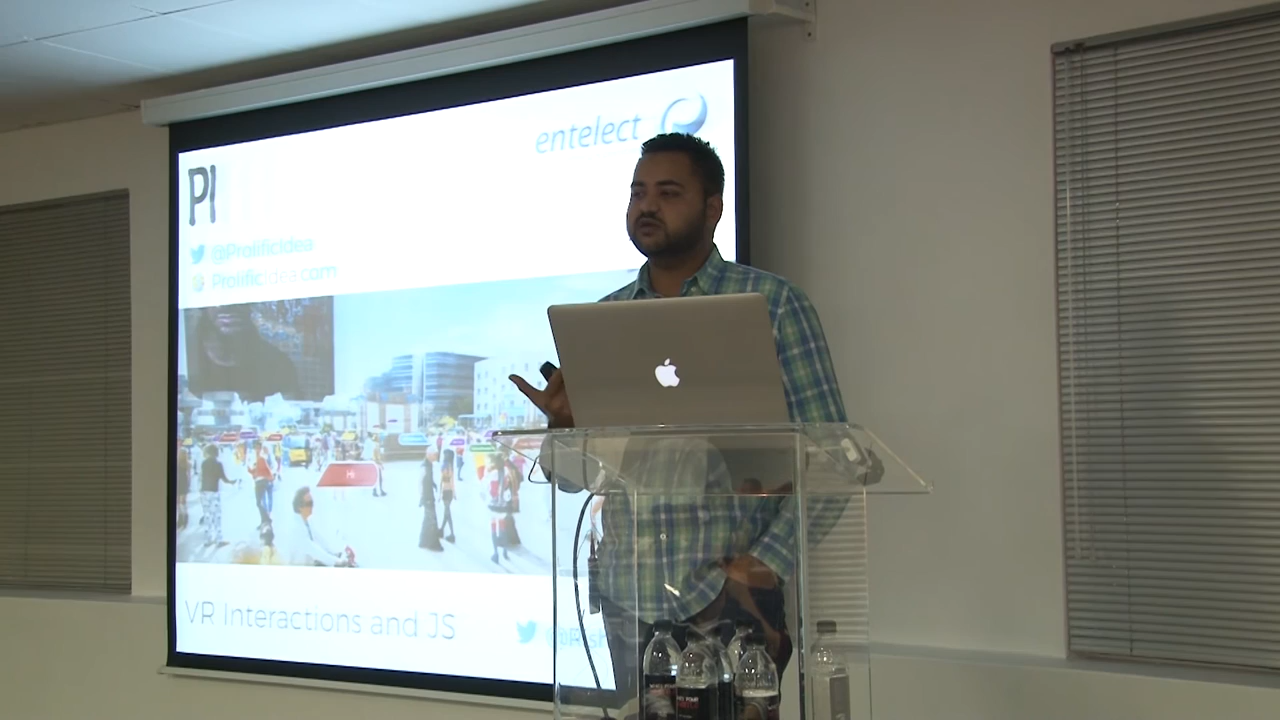 entelect
PI
@ProlificIdea
ProlificIdea.com
VR Interactions and JS